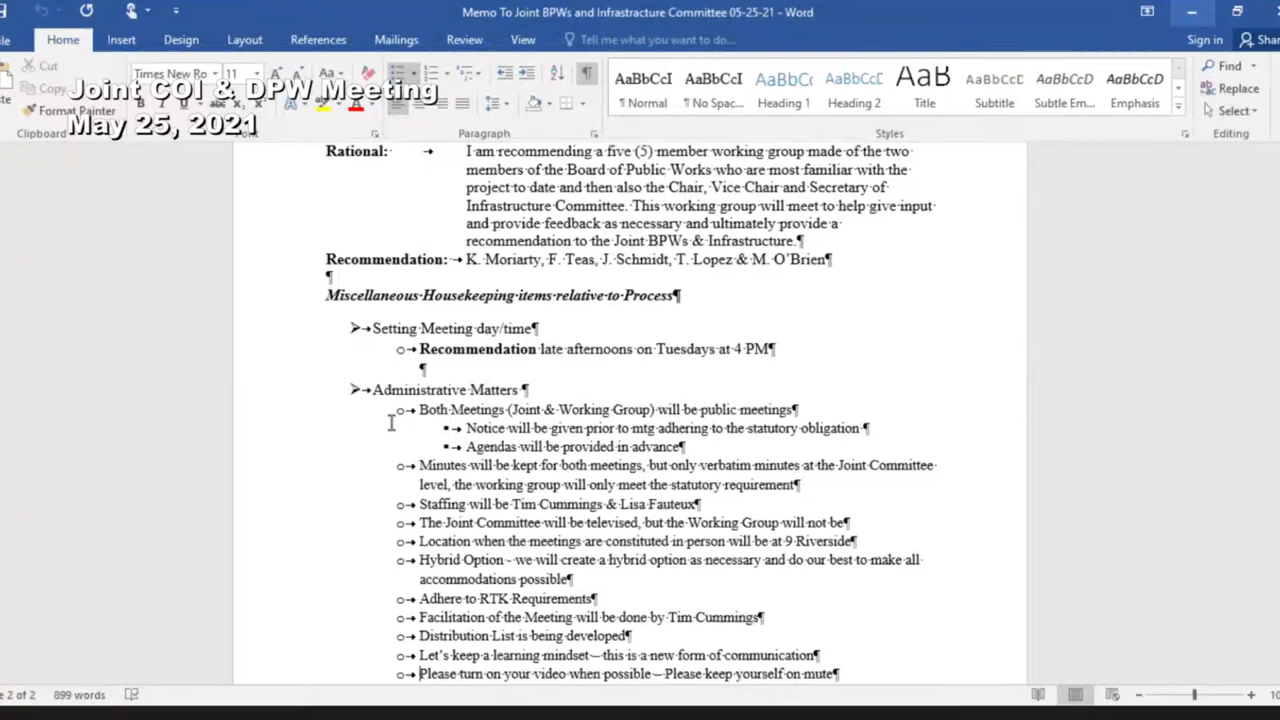 Memo To Joint BPWs and Infrastracture Committee 05-25-21 - Word
Home Insert Design Layout References Mailings Review View Tell me what you want to do... Sign in Shar
Cut
Copy
Format Painter
Clipboard
Times New Ro 11
Paragraph
AaBbCcI AaBbCcI AaBbC AaBbCcI AaB AaBbCcC AaBbCcD AaBbCcD
¶ Normal ¶ No Spac... Heading 1 Heading 2 Title Subtitle Subtle Em... Emphasis
Styles
Find
Replace
Select
Editing
Joint COI & DPW Meeting
May 25, 2021
Rational: I am recommending a five (5) member working group made of the two
members of the Board of Public Works who are most familiar with the
project to date and then also the Chair, Vice Chair and Secretary of
Infrastructure Committee. This working group will meet to help give input
and provide feedback as necessary and ultimately provide a
recommendation to the Joint BPWs & Infrastructure.¶
Recommendation: K. Moriarty, F. Teas, J. Schmidt, T. Lopez & M. O'Brien¶
¶
Miscellaneous Housekeeping items relative to Process¶
Setting Meeting day/time¶
Recommendation late afternoons on Tuesdays at 4 PM¶
¶
Administrative Matters ¶
Both Meetings (Joint & Working Group) will be public meetings¶
Notice will be given prior to mtg adhering to the statutory obligation ¶
Agendas will be provided in advance¶
Minutes will be kept for both meetings, but only verbatim minutes at the Joint Committee
level, the working group will only meet the statutory requirement¶
Staffing will be Tim Cummings & Lisa Fauteux¶
The Joint Committee will be televised, but the Working Group will not be¶
Location when the meetings are constituted in person will be at 9 Riverside¶
Hybrid Option – we will create a hybrid option as necessary and do our best to make all
accommodations possible¶
Adhere to RTK Requirements¶
Facilitation of the Meeting will be done by Tim Cummings¶
Distribution List is being developed¶
Let's keep a learning mindset – this is a new form of communication¶
Please turn on your video when possible – Please keep yourself on mute¶
e 2 of 2 899 words
10